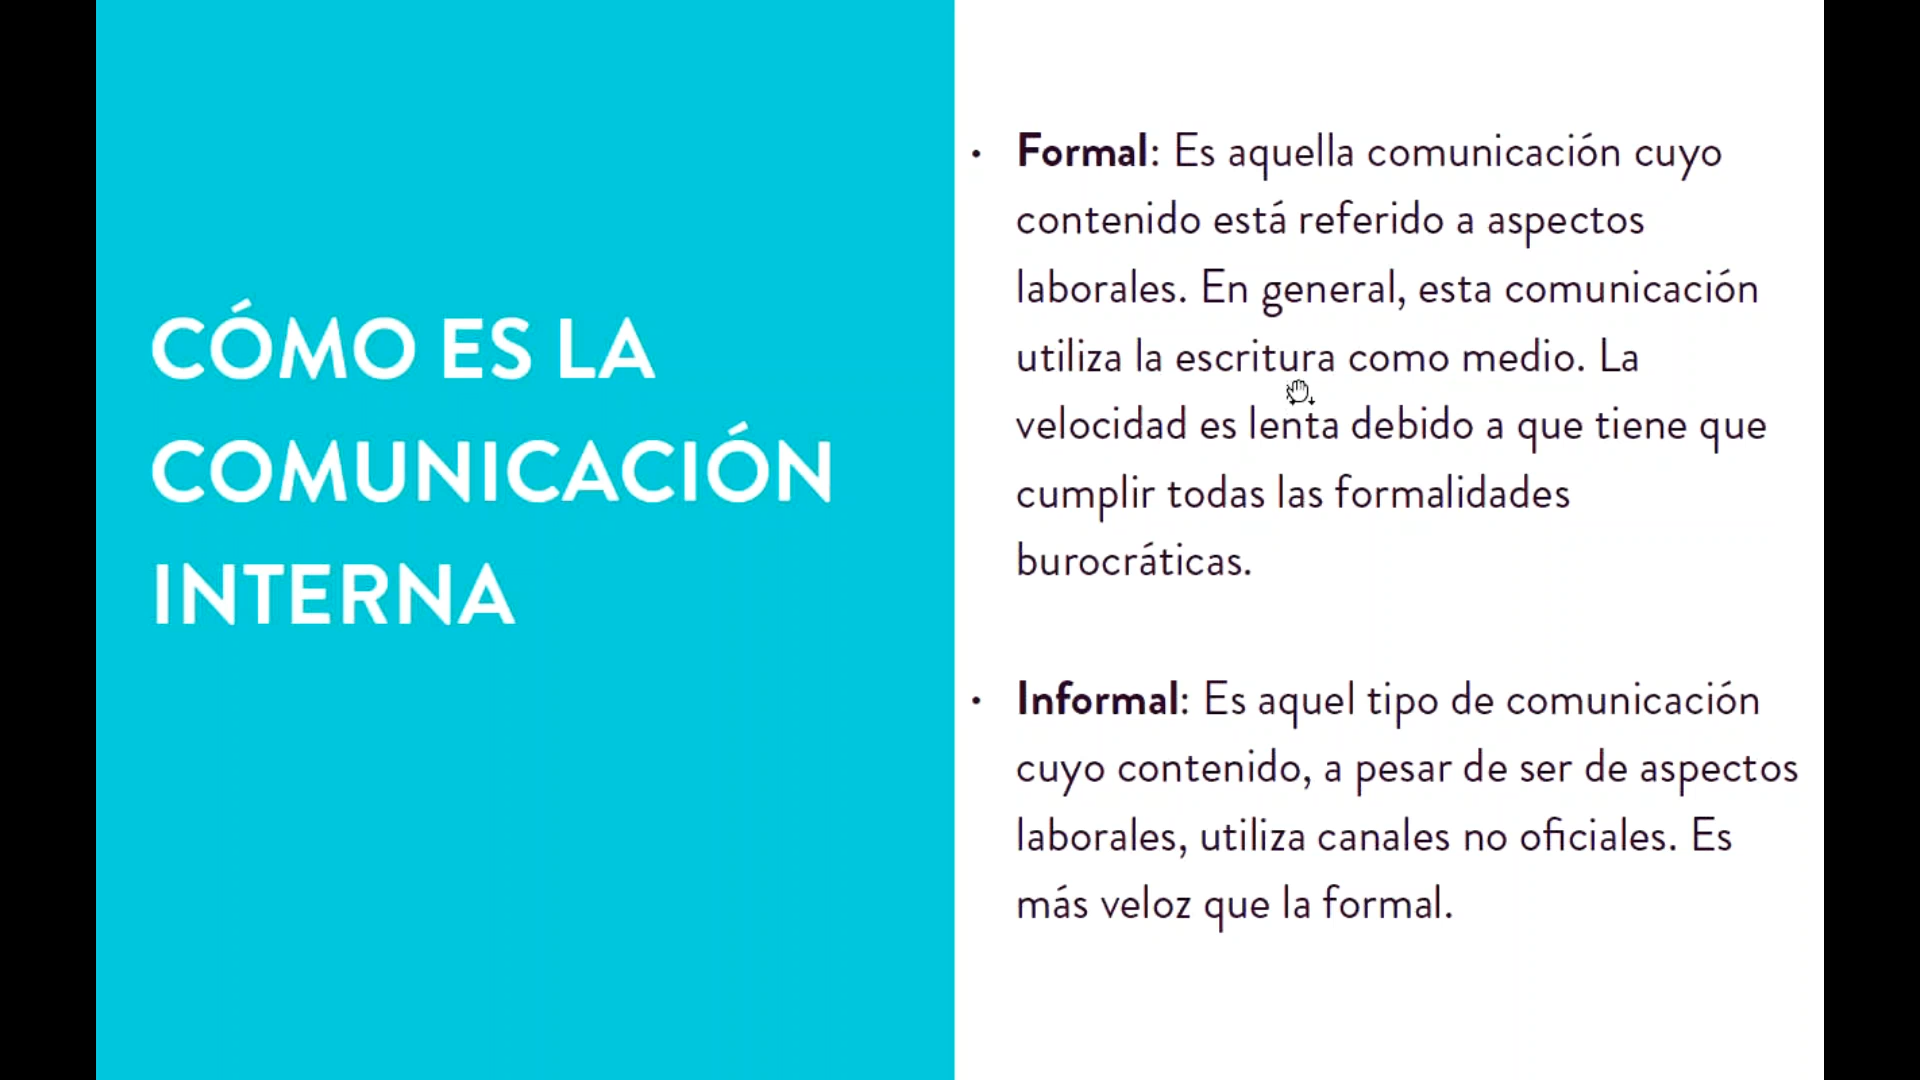 CÓMO ES LA
COMUNICACIÓN
INTERNA
• Formal: Es aquella comunicación cuyo
contenido está referido a aspectos
laborales. En general, esta comunicación
utiliza la escritura como medio. La
velocidad es lenta debido a que tiene que
cumplir todas las formalidades
burocráticas.
• Informal: Es aquel tipo de comunicación
cuyo contenido, a pesar de ser de aspectos
laborales, utiliza canales no oficiales. Es
más veloz que la formal.